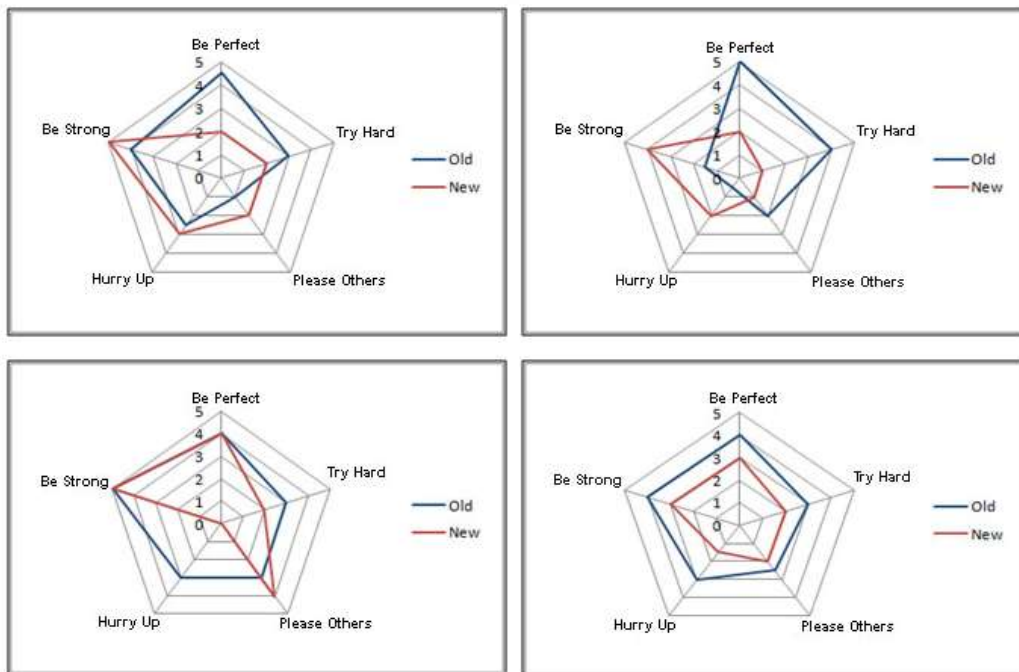 Be Perfect
5
4
3
2
1
0
Try Hard
Please Others
Hurry Up
Be Strong
Old
New
Be Perfect
5
4
3
2
1
0
Try Hard
Please Others
Hurry Up
Be Strong
Old
New
Be Perfect
5
4
3
2
1
0
Try Hard
Please Others
Hurry Up
Be Strong
Old
New
Be Perfect
5
4
3
2
1
0
Try Hard
Please Others
Hurry Up
Be Strong
Old
New